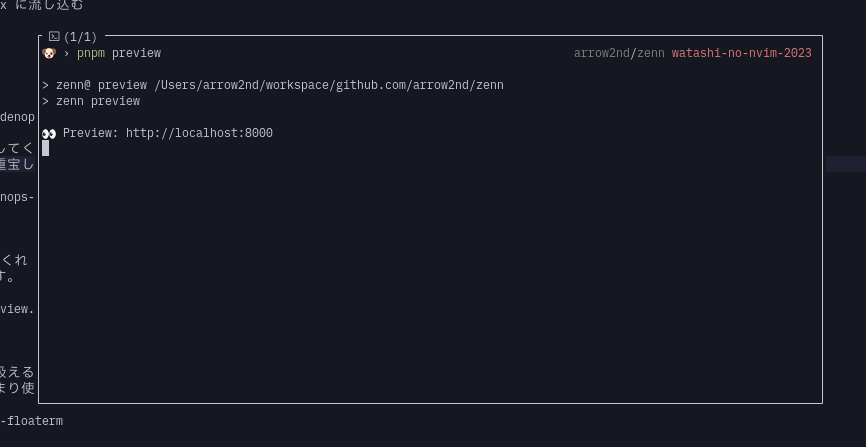 x に流し込む
(1/1)
› pnpm preview arrow2nd/zenn watashi-no-nvim-2023
> zenn@ preview /Users/arrow2nd/workspace/github.com/arrow2nd/zenn
> zenn preview
denop
👀 Preview: http://localhost:8000
してく
重宝し
nops-
くれ
す。
view.
扱える
まり使
-floaterm